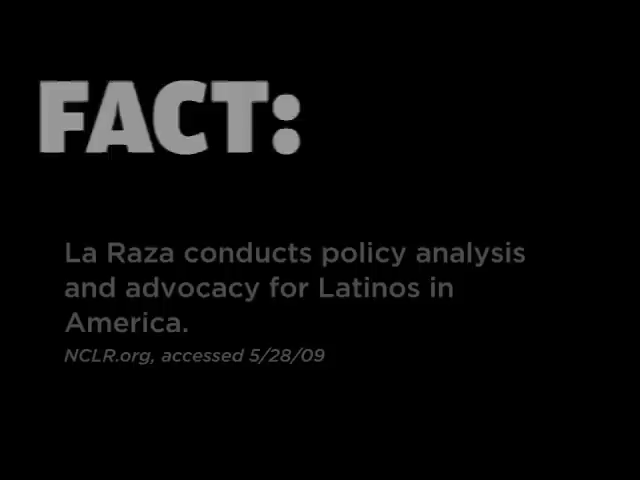 FACT:
La Raza conducts policy analysis
and advocacy for Latinos in
America.
NCLR.org, accessed 5/28/09